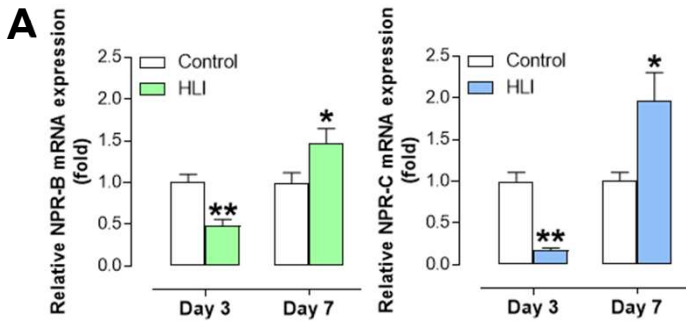 A
Relative NPR-B mRNA expression
(fold)
2.5
2.0
1.5
1.0
0.5
0.0
Control
HLI
**
*
Day 3
Day 7
Relative NPR-C mRNA expression
(fold)
2.5
2.0
1.5
1.0
0.5
0.0
Control
HLI
**
*
Day 3
Day 7